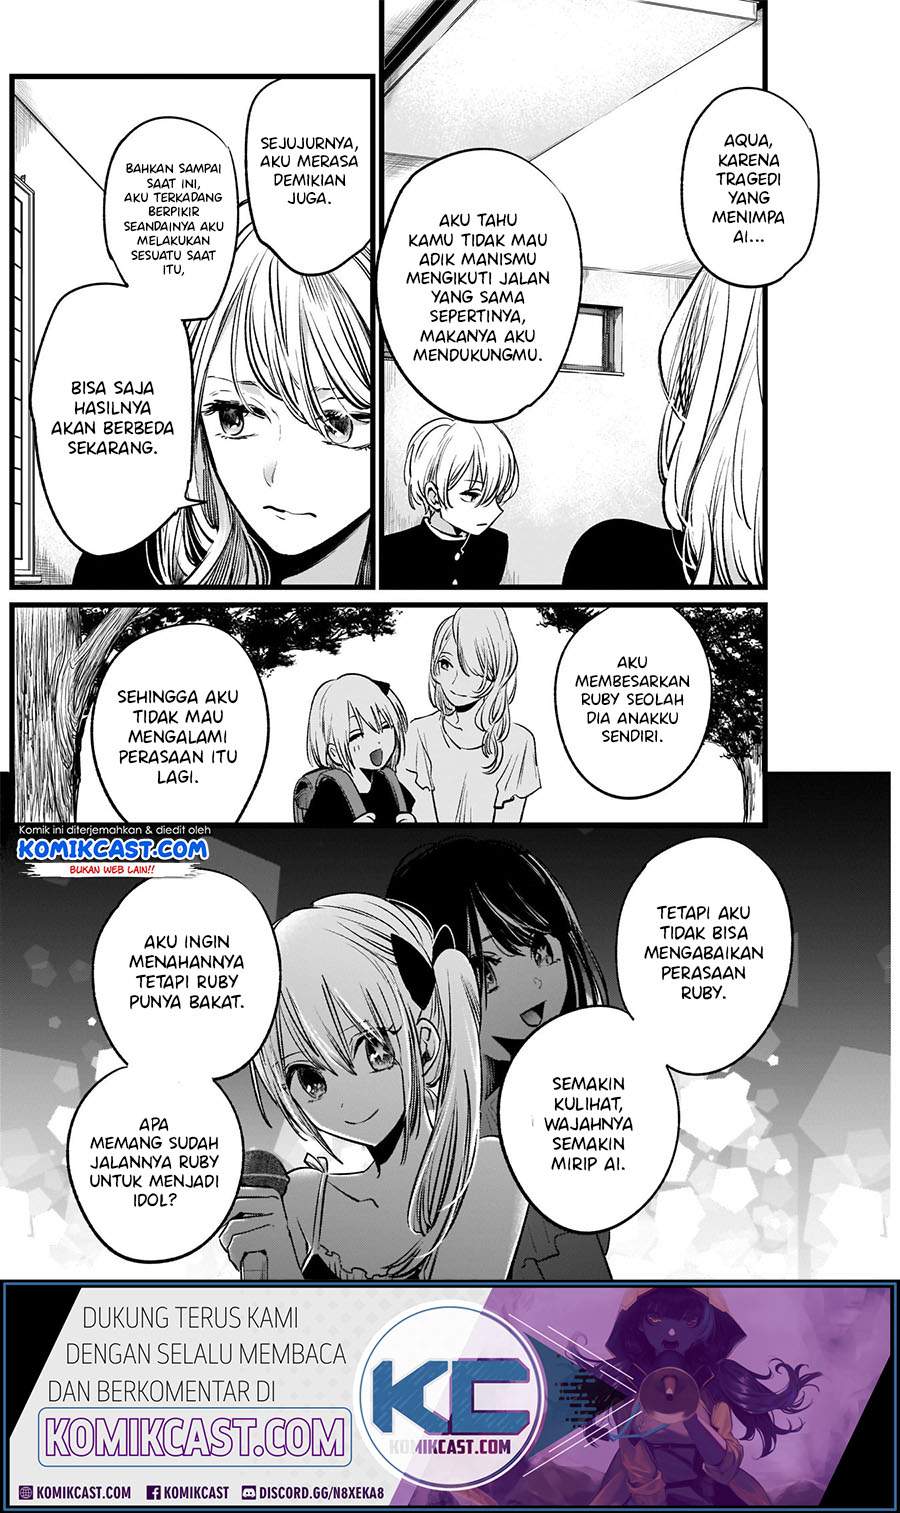 AQUA,
KARENA
TRAGEDI
YANG
MENIMPA
AI...
AKU TAHU
KAMU TIDAK MAU
ADIK MANISMU
MENGIKUTI JALAN
YANG SAMA
SEPERTINYA,
MAKANYA AKU
MENDUKUNGMU.
SEJUJURNYA,
AKU MERASA
DEMIKIAN
JUGA.
BAHKAN SAMPAI
SAAT INI,
AKU TERKADANG
BERPIKIR
SEANDAINYA AKU
MELAKUKAN
SESUATU SAAT
ITU,
BISA SAJA
HASILNYA
AKAN BERBEDA
SEKARANG.
AKU
MEMBESARKAN
RUBY SEOLAH
DIA ANAKKU
SENDIRI.
SEHINGGA AKU
TIDAK MAU
MENGALAMI
PERASAAN ITU
LAGI.
Komik ini diterjemahkan & diedit oleh
KOMIKCAST.COM
BUKAN WEB LAIN!!
TETAPI AKU
TIDAK BISA
MENGABAIKAN
PERASAAN
RUBY.
SEMAKIN
KULIHAT,
WAJAHNYA
SEMAKIN
MIRIP AI.
AKU INGIN
MENAHANNYA
TETAPI RUBY
PUNYA BAKAT.
APA
MEMANG SUDAH
JALANNYA RUBY
UNTUK MENJADI
IDOL?
DUKUNG TERUS KAMI
DENGAN SELALU MEMBACA
DAN BERKOMENTAR DI
KOMIKCAST.COM
KC
KOMIKCAST.COM
KOMIKCAST.COM KOMIKCAST DISCORD.GG/N8XEKA8